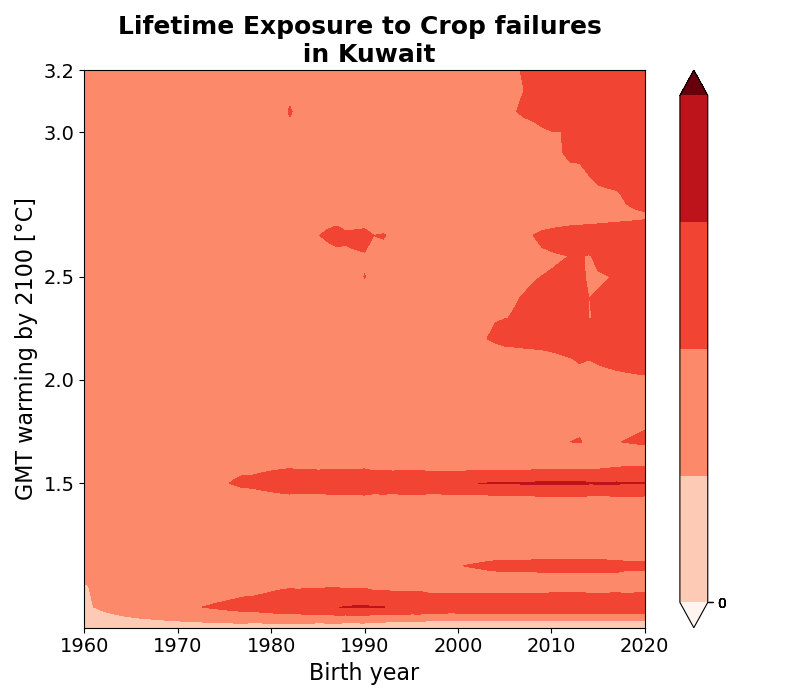 Lifetime Exposure to Crop failures
in Kuwait
3.2
3.0
2.5
2.0
1.5
GMT warming by 2100 [°C]
0
1960 1970 1980 1990 2000 2010 2020
Birth year